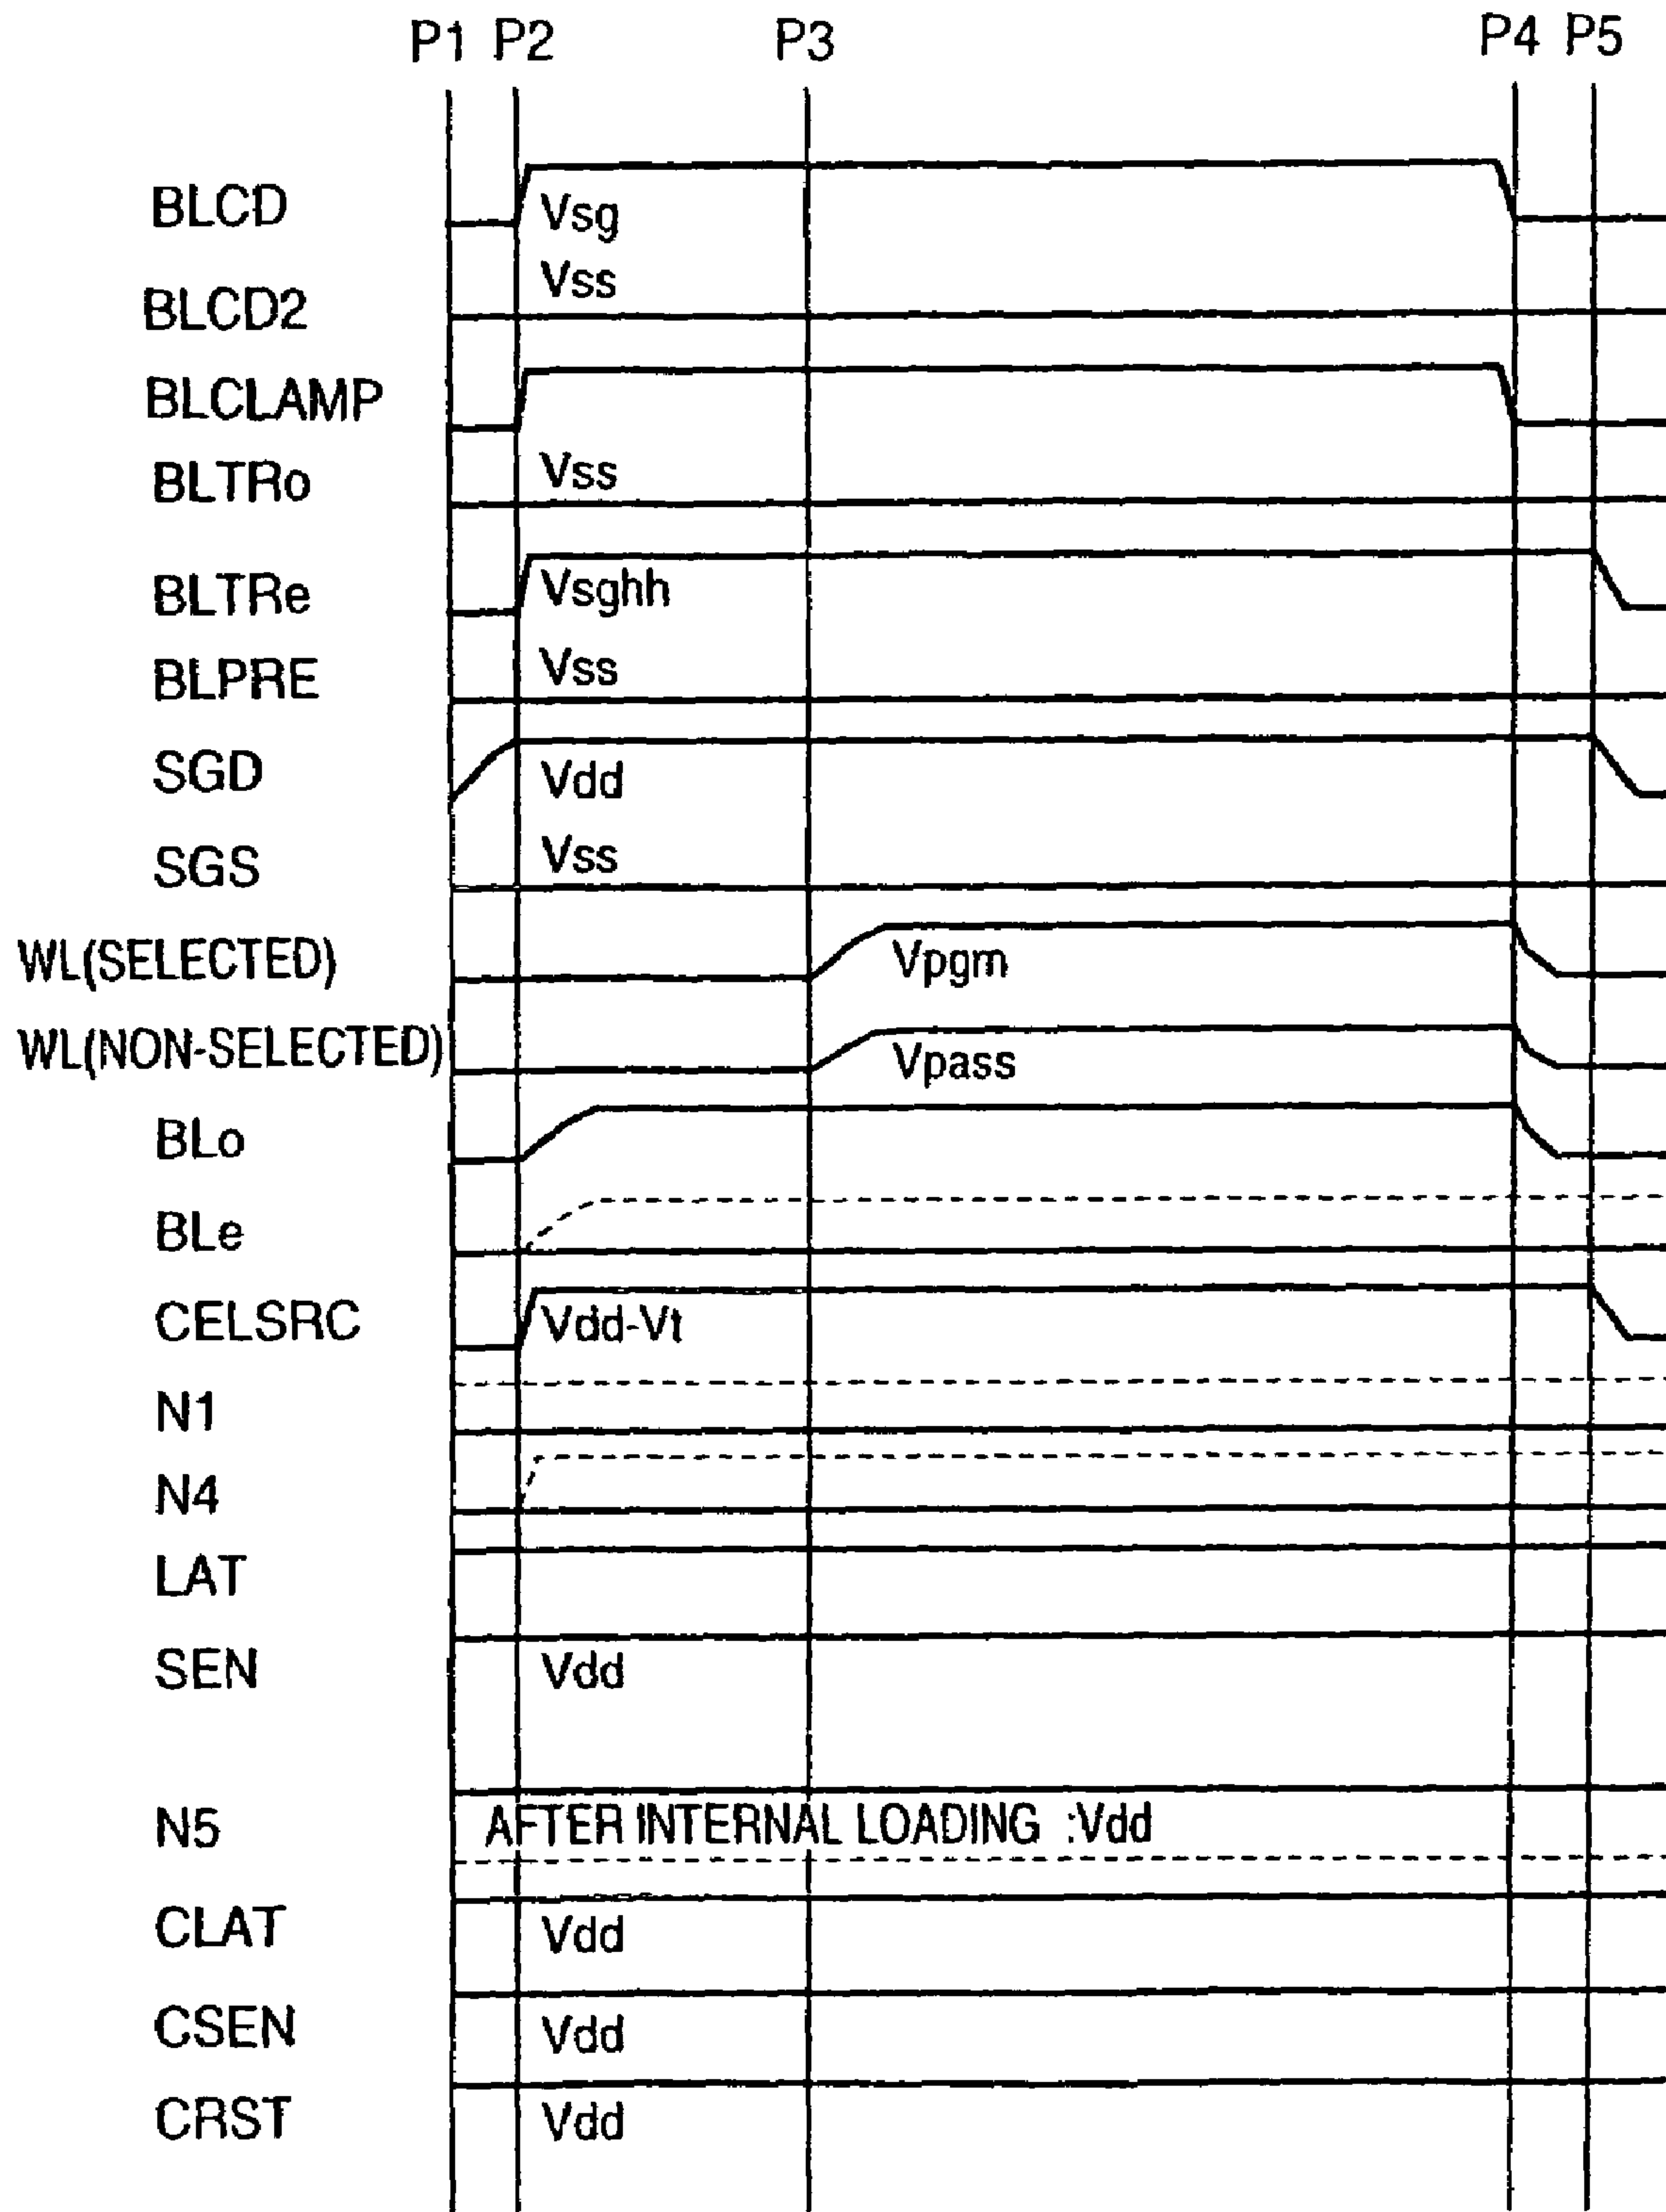 P1 P2 P3 P4 P5
BLCD Vsg
BLCD2 Vss
BLCLAMP
BLTRo Vss
BLTRe Vsghh
BLPRE Vss
SGD Vdd
SGS Vss
WL(SELECTED) Vpgm
WL(NON-SELECTED) Vpass
BLo
BLe
CELSRC Vdd-Vt
N1
N4
LAT
SEN Vdd
N5 AFTER INTERNAL LOADING :Vdd
CLAT Vdd
CSEN Vdd
CRST Vdd